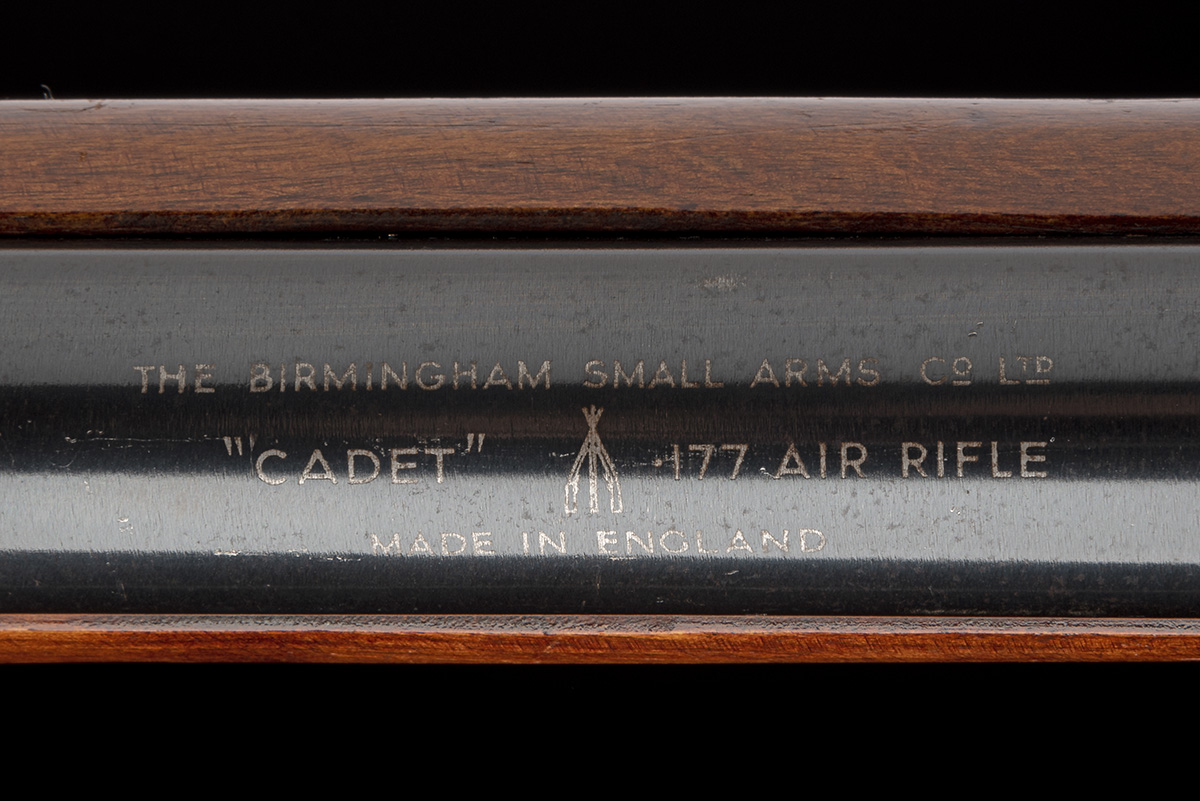 THE BIRMINGHAM SMALL ARMS Co LTD
"CADET" .177 AIR RIFLE
MADE IN ENGLAND